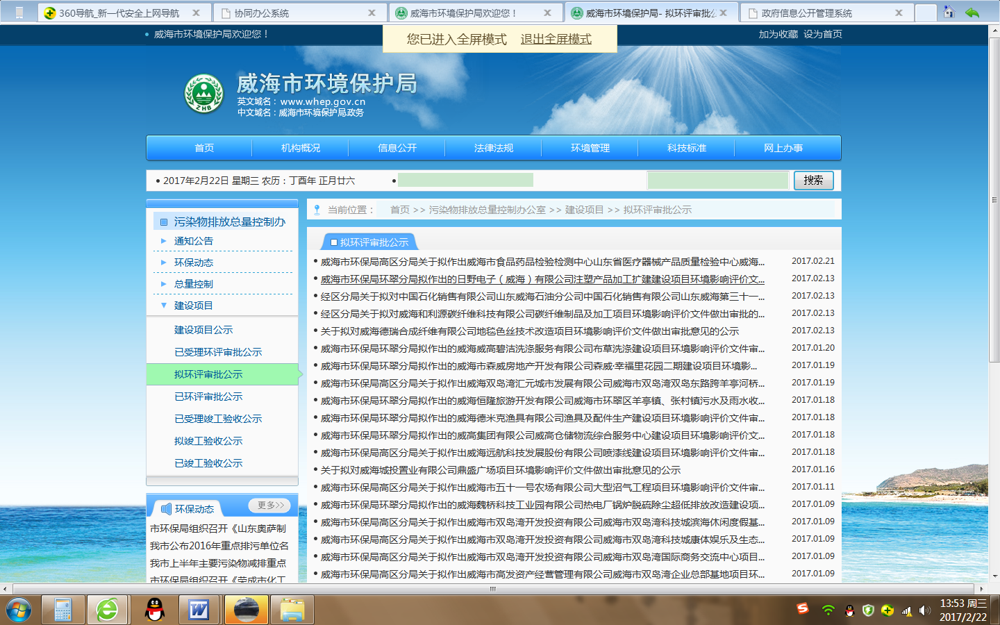 360导航_新一代安全上网导航
协同办公系统
威海市环境保护局欢迎您！
威海市环境保护局- 拟环评审批公
政府信息公开管理系统
威海市环境保护局欢迎您！
您已进入全屏模式 退出全屏模式
加为收藏 设为首页
威海市环境保护局
英文域名：www.whep.gov.cn
中文域名：威海市环境保护局.政务
ZHB
首页 机构概况 信息公开 法律法规 环境管理 科技标准 网上办事
2017年2月22日 星期三 农历：丁酉年 正月廿六
搜索
污染物排放总量控制办
通知公告
环保动态
总量控制
建设项目
建设项目公示
已受理环评审批公示
拟环评审批公示
已环评审批公示
已受理竣工验收公示
拟竣工验收公示
已竣工验收公示
环保动态 更多>>
市环保局组织召开《山东奥萨制
我市公布2016年重点排污单位名
我市上半年主要污染物减排重点
市环保局组织召开《荣成市化工
当前位置： 首页 >> 污染物排放总量控制办公室 >> 建设项目 >> 拟环评审批公示
拟环评审批公示
威海市环保局高区分局关于拟作出威海市食品药品检验检测中心山东省医疗器械产品质量检验中心威海... 2017.02.21
威海市环保局环翠分局拟作出的日野电子（威海）有限公司注塑产品加工扩建建设项目环境影响评价文... 2017.02.13
经区分局关于拟对中国石化销售有限公司山东威海石油分公司中国石化销售有限公司山东威海第三十一... 2017.02.13
经区分局关于拟对威海和利源碳纤维科技有限公司碳纤维制品及加工项目环境影响评价文件做出审批的... 2017.02.13
关于拟对威海德瑞合成纤维有限公司地毯色丝技术改造项目环境影响评价文件做出审批意见的公示 2017.02.13
威海市环保局环翠分局拟作出的威海威高碧洁洗涤服务有限公司布草洗涤建设项目环境影响评价文件审... 2017.01.20
威海市环保局环翠分局拟作出的威海市森威房地产开发有限公司森威·幸福里花园二期建设项目环境影... 2017.01.19
威海市环保局高区分局关于拟作出威海双岛湾汇元城市发展有限公司威海市双岛湾双岛东路跨羊亭河桥... 2017.01.19
威海市环保局环翠分局拟作出的威海恒隆旅游开发有限公司威海市环翠区羊亭镇、张村镇污水及雨水收... 2017.01.18
威海市环保局环翠分局拟作出的威海德米克渔具有限公司渔具及配件生产建设项目环境影响评价文件审... 2017.01.18
威海市环保局环翠分局拟作出的威高集团有限公司威高仓储物流综合服务中心建设项目环境影响评价文... 2017.01.18
威海市环保局高区分局关于拟作出威海远航科技发展股份有限公司喷漆线建设项目环境影响评价文件审... 2017.01.18
关于拟对威海城投置业有限公司鼎盛广场项目环境影响评价文件做出审批意见的公示 2017.01.16
威海市环保局高区分局关于拟作出威海市五十一号农场有限公司大型沼气工程项目环境影响评价文件审... 2017.01.11
威海市环保局环翠分局拟作出的威海魏桥科技工业园有限公司热电厂锅炉脱硫除尘超低排放改造建设项... 2017.01.09
威海市环保局高区分局关于拟作出威海市双岛湾开发投资有限公司威海市双岛湾科技城滨海休闲度假基... 2017.01.09
威海市环保局高区分局关于拟作出威海市双岛湾开发投资有限公司威海市双岛湾科技城康体娱乐及生态... 2017.01.09
威海市环保局高区分局关于拟作出威海市双岛湾开发投资有限公司威海市双岛湾国际商务交流中心项目... 2017.01.09
威海市环保局高区分局关于拟作出威海市高发资产经营管理有限公司威海市双岛湾企业总部基地项目环... 2017.01.09
13:53 周三
2017/2/22